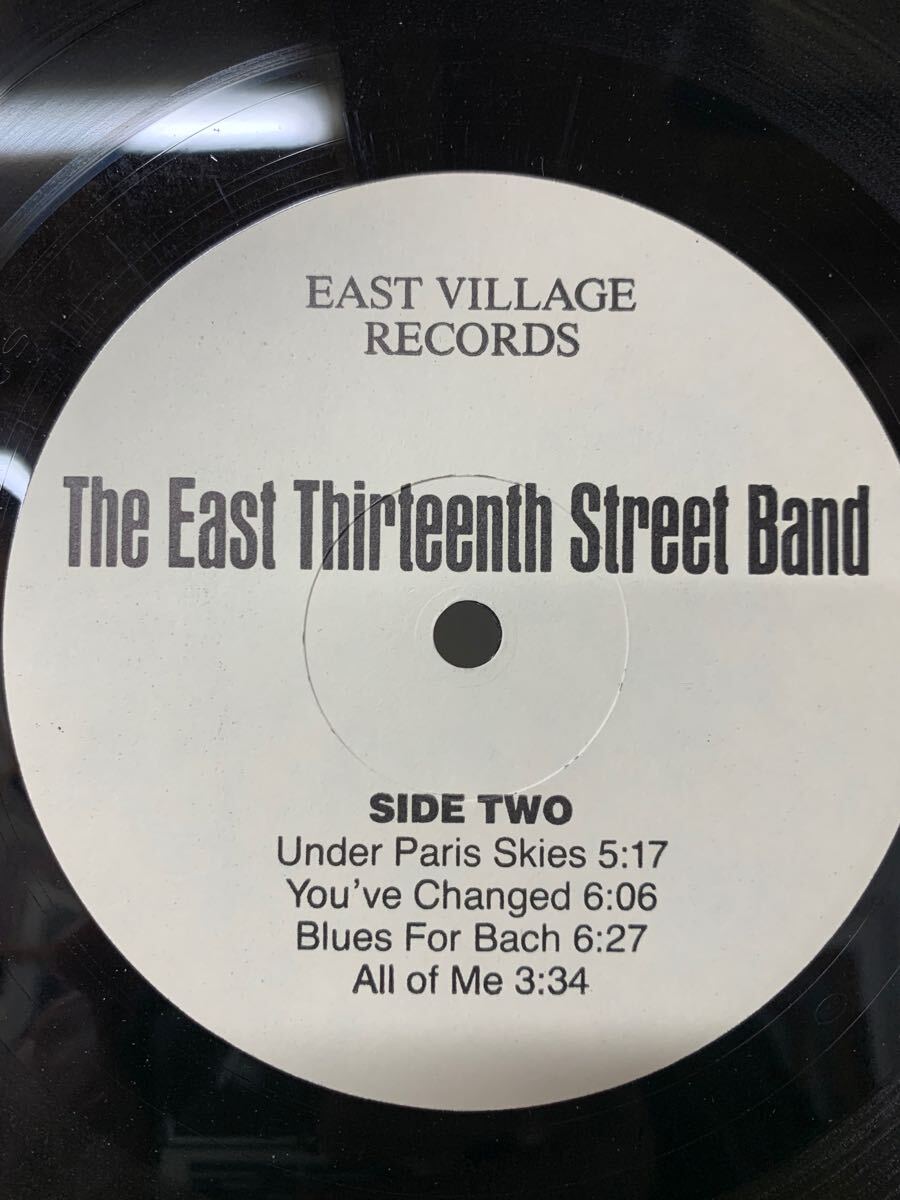 EAST VILLAGE
RECORDS
The East Thirteenth Street Band
SIDE TWO
Under Paris Skies 5:17
You've Changed 6:06
Blues For Bach 6:27
All of Me 3:34